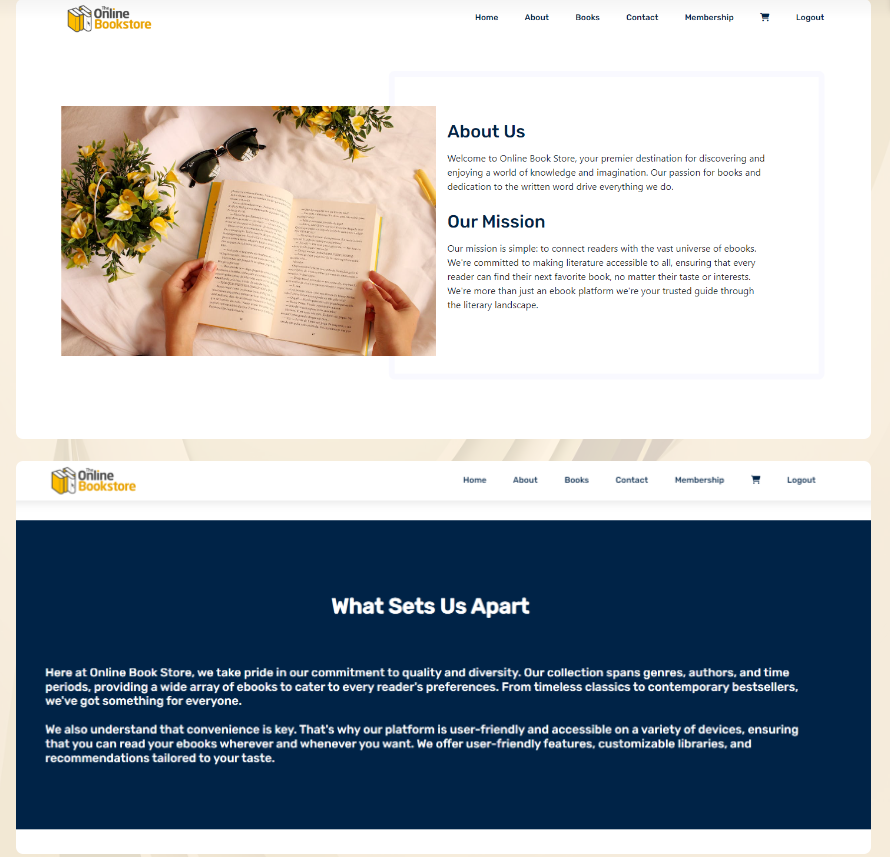 The
Online
Bookstore
Home About Books Contact Membership Logout
About Us
Welcome to Online Book Store, your premier destination for discovering and
enjoying a world of knowledge and imagination. Our passion for books and
dedication to the written word drive everything we do.
Our Mission
Our mission is simple: to connect readers with the vast universe of ebooks.
We're committed to making literature accessible to all, ensuring that every
reader can find their next favorite book, no matter their taste or interests.
We're more than just an ebook platform we're your trusted guide through
the literary landscape.
The
Online
Bookstore
Home About Books Contact Membership Logout
What Sets Us Apart
Here at Online Book Store, we take pride in our commitment to quality and diversity. Our collection spans genres, authors, and time
periods, providing a wide array of ebooks to cater to every reader's preferences. From timeless classics to contemporary bestsellers,
we've got something for everyone.
We also understand that convenience is key. That's why our platform is user-friendly and accessible on a variety of devices, ensuring
that you can read your ebooks wherever and whenever you want. We offer user-friendly features, customizable libraries, and
recommendations tailored to your taste.